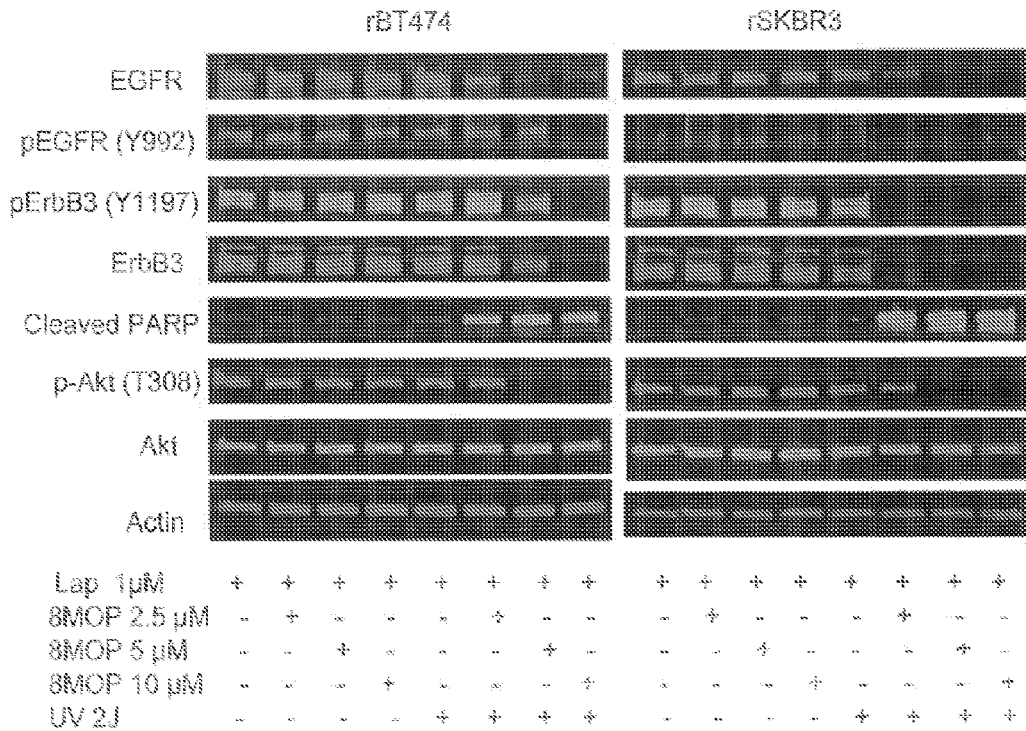 rBT474 rSKBR3
EGFR
pEGFR (Y992)
pErbB3 (Y1197)
ErbB3
Cleaved PARP
p-Akt (T308)
Akt
Actin
Lap 1µM + + + + + + + + + + + + + + + +
8MOP 2.5 µM - + - - - + - - - + - - - + - -
8MOP 5 µM - - + - - - + - - - + - - - + -
8MOP 10 µM - - - + - - - + - - - + - - - +
UV 2J - - - - + + + + - - - - + + + +